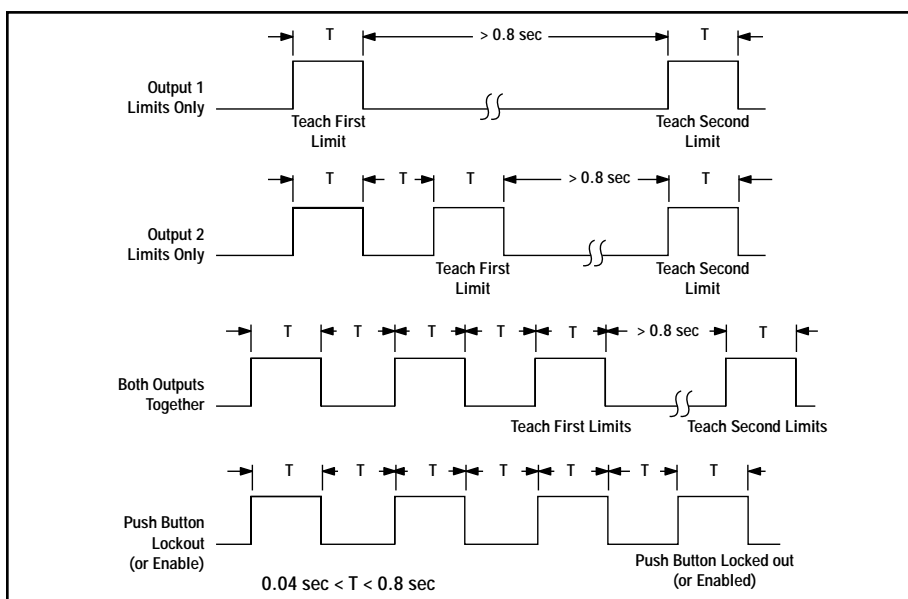 T > 0.8 sec T
Output 1
Limits Only
Teach First
Limit
Teach Second
Limit
T T T > 0.8 sec T
Output 2
Limits Only
Teach First
Limit
Teach Second
Limit
T T T T T > 0.8 sec T
Both Outputs
Together
Teach First Limits Teach Second Limits
T T T T T T T
Push Button
Lockout
(or Enable)
Push Button Locked out
(or Enabled)
0.04 sec < T < 0.8 sec